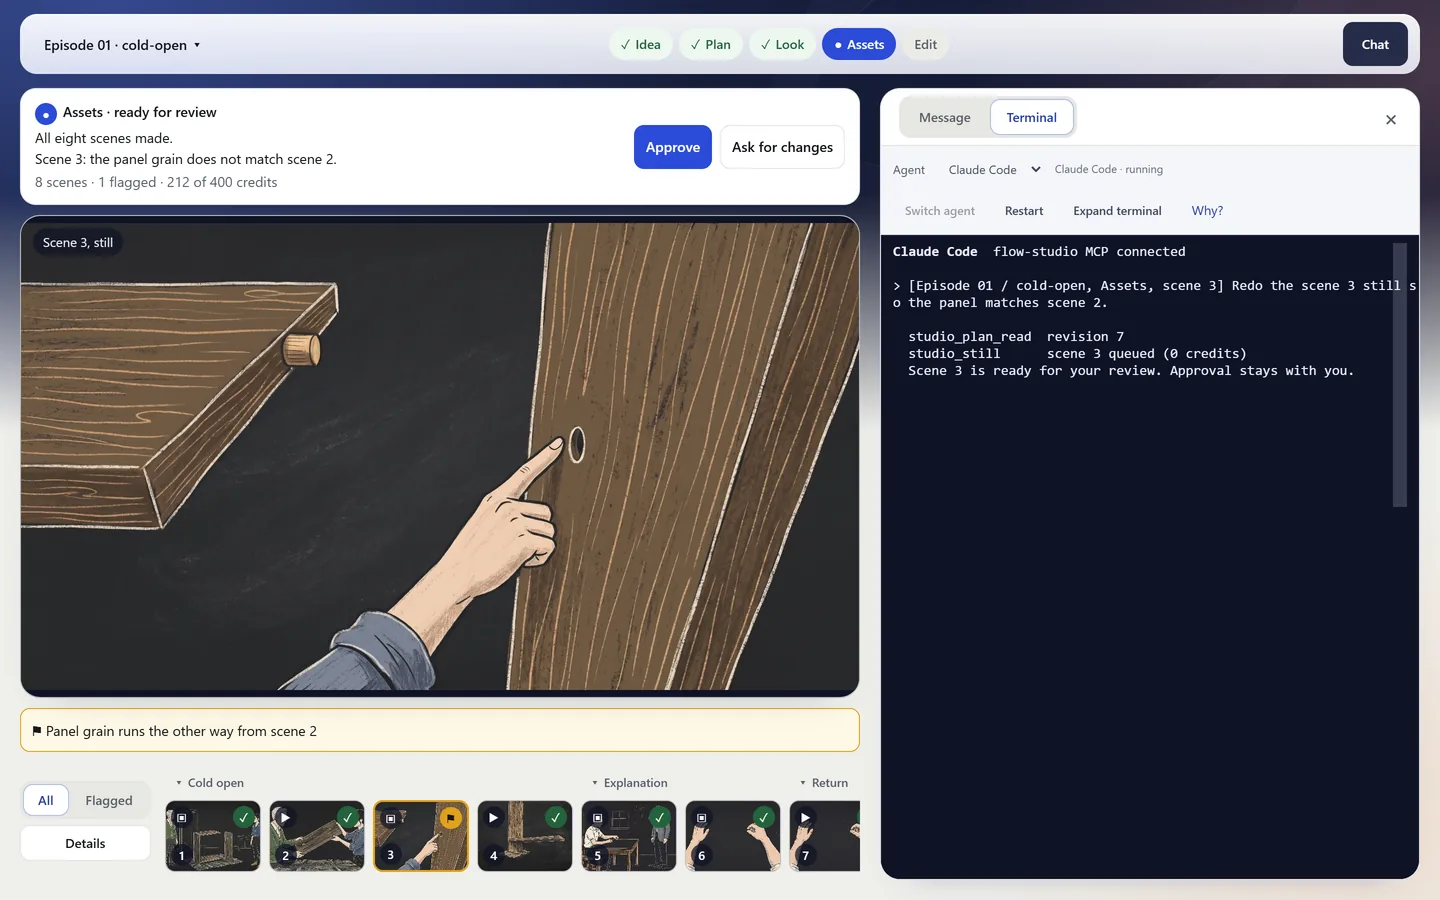 Episode 01 · cold-open ▾
✓ Idea
✓ Plan
✓ Look
● Assets
Edit
Chat
Assets · ready for review
All eight scenes made.
Scene 3: the panel grain does not match scene 2.
8 scenes · 1 flagged · 212 of 400 credits
Approve
Ask for changes
Scene 3, still
⚑ Panel grain runs the other way from scene 2
All
Flagged
Details
▾ Cold open
▾ Explanation
▾ Return
1
2
3
4
5
6
7
Message
Terminal
✕
Agent
Claude Code
Claude Code · running
Switch agent
Restart
Expand terminal
Why?
Claude Code  flow-studio MCP connected
> [Episode 01 / cold-open, Assets, scene 3] Redo the scene 3 still s
o the panel matches scene 2.
studio_plan_read  revision 7
studio_still      scene 3 queued (0 credits)
Scene 3 is ready for your review. Approval stays with you.